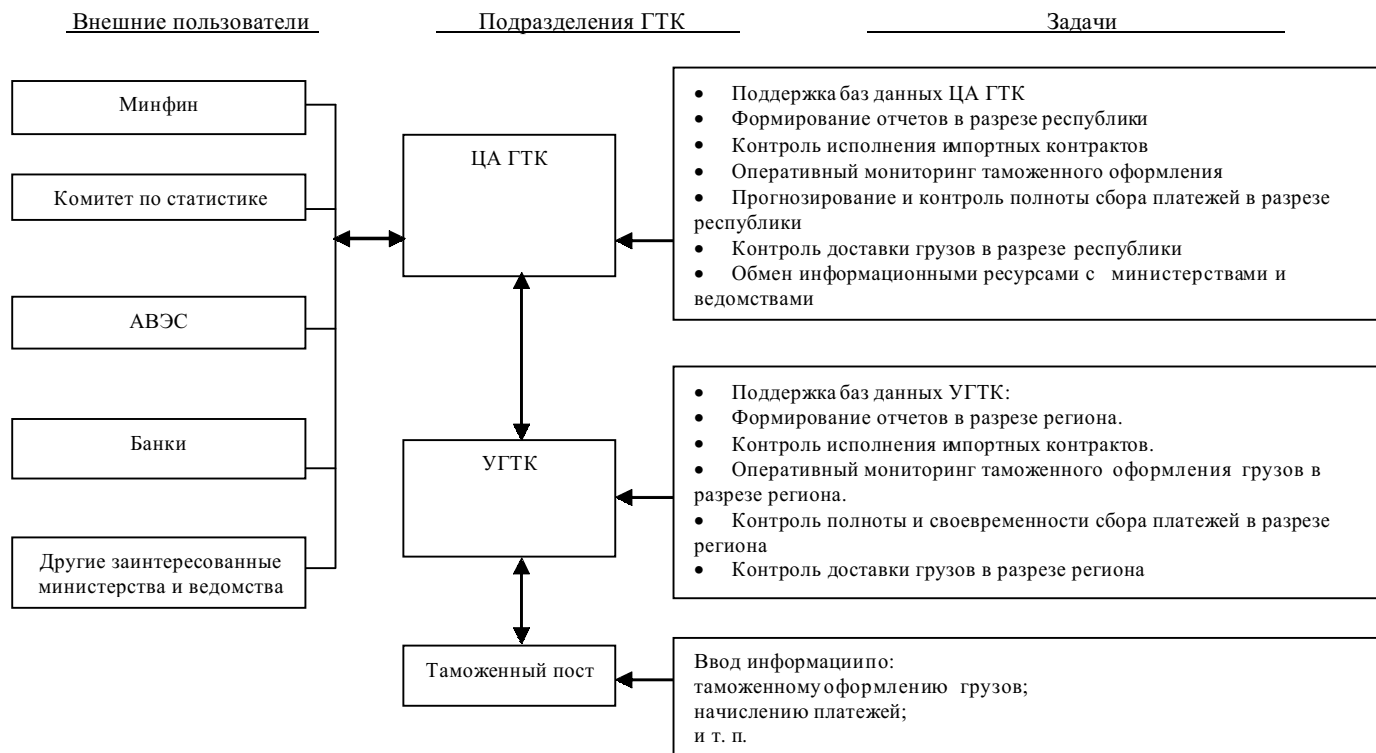 Внешние пользователи
Подразделения ГТК
Задачи
Минфин
Комитет по статистике
АВЭС
Банки
Другие заинтересованные
министерства и ведомства
ЦА ГТК
УГТК
Таможенный пост
• Поддержка баз данных ЦА ГТК
• Формирование отчетов в разрезе республики
• Контроль исполнения импортных контрактов
• Оперативный мониторинг таможенного оформления
• Прогнозирование и контроль полноты сбора платежей в разрезе
республики
• Контроль доставки грузов в разрезе республики
• Обмен информационными ресурсами с министерствами и
ведомствами
• Поддержка баз данных УГТК:
• Формирование отчетов в разрезе региона.
• Контроль исполнения импортных контрактов.
• Оперативный мониторинг таможенного оформления грузов в
разрезе региона.
• Контроль полноты и своевременности сбора платежей в разрезе
региона
• Контроль доставки грузов в разрезе региона
Ввод информации по:
таможенному оформлению грузов;
начислению платежей;
и т. п.